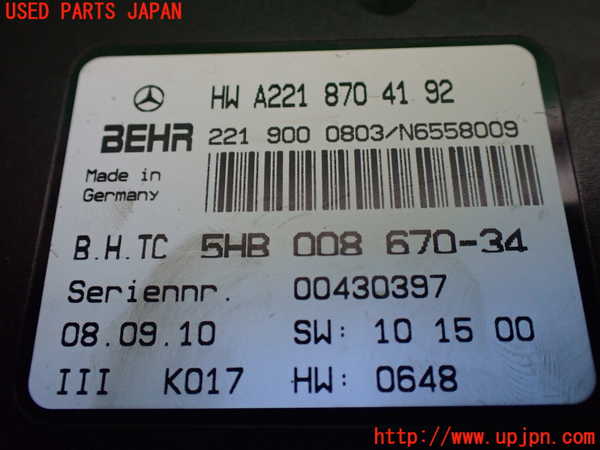 USED PARTS JAPAN
HW A221 870 41 92
BEHR 221 900 0803/N6558009
Made in
Germany
B.H.TC 5HB 008 670-34
Seriennr. 00430397
08.09.10 SW: 10 15 00
III K017 HW: 0648
http://www.upjpn.com/